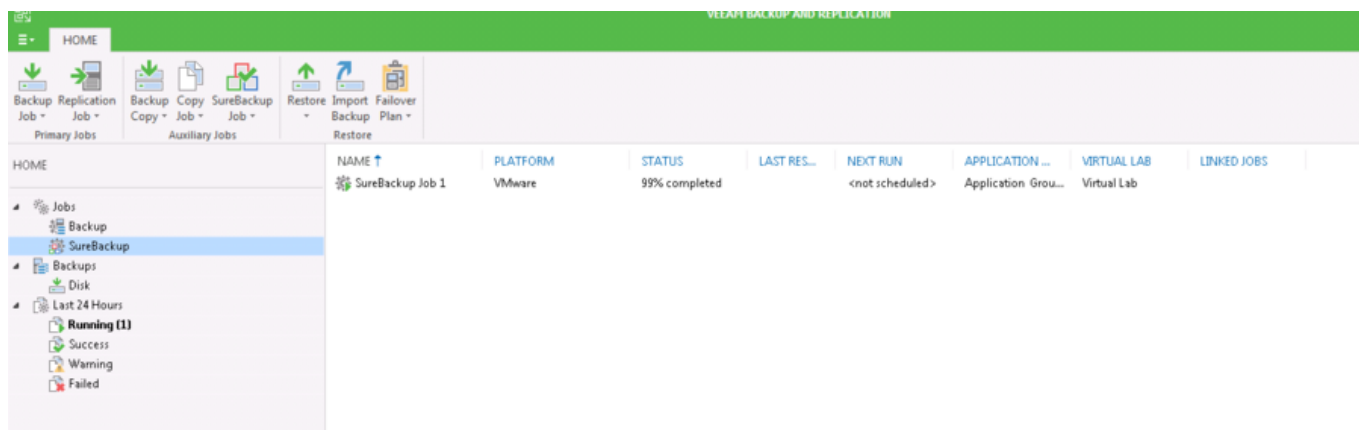 VEEAM BACKUP AND REPLICATION
HOME
Backup Job
Replication Job
Backup Copy
Copy Job
SureBackup Job
Restore
Import Backup
Failover Plan
Primary Jobs
Auxiliary Jobs
Restore
HOME
Jobs
Backup
SureBackup
Backups
Disk
Last 24 Hours
Running (1)
Success
Warning
Failed
NAME PLATFORM STATUS LAST RES... NEXT RUN APPLICATION ... VIRTUAL LAB LINKED JOBS
SureBackup Job 1 VMware 99% completed <not scheduled> Application Grou... Virtual Lab